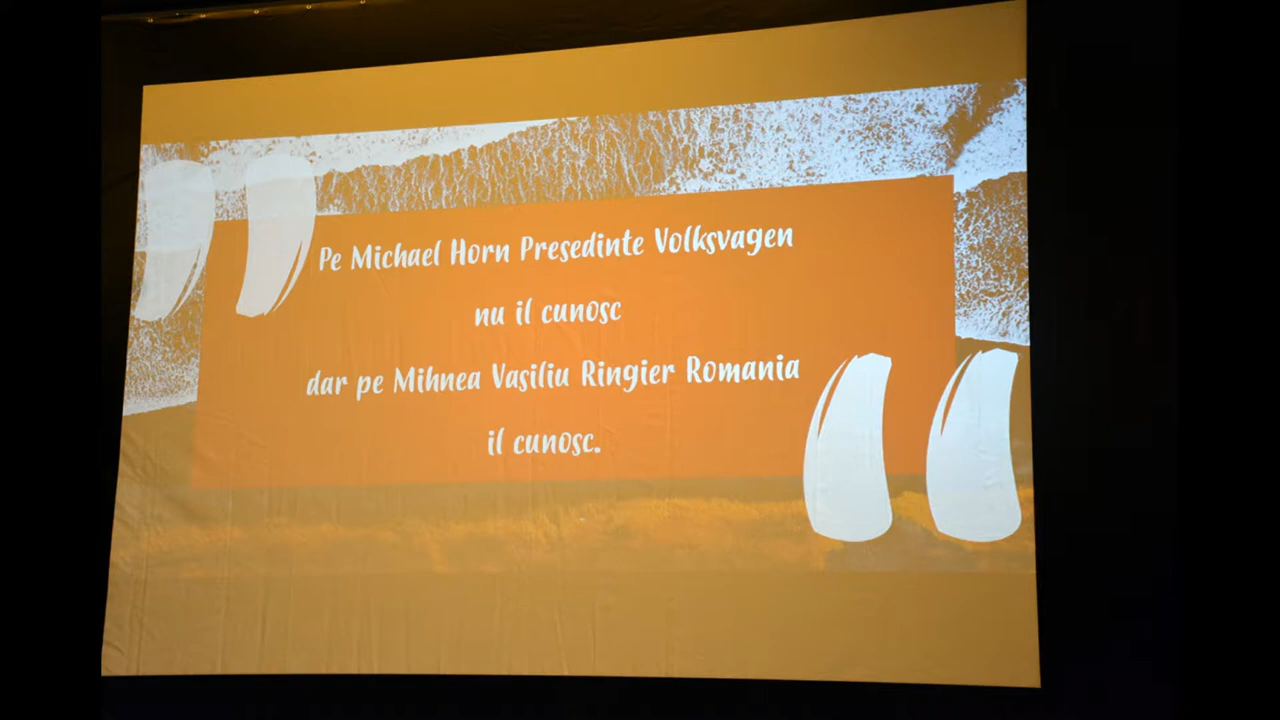 Pe Michael Horn Presedinte Volksvagen
nu il cunosc
dar pe Mihnea Vasiliu Ringier Romania
il cunosc.